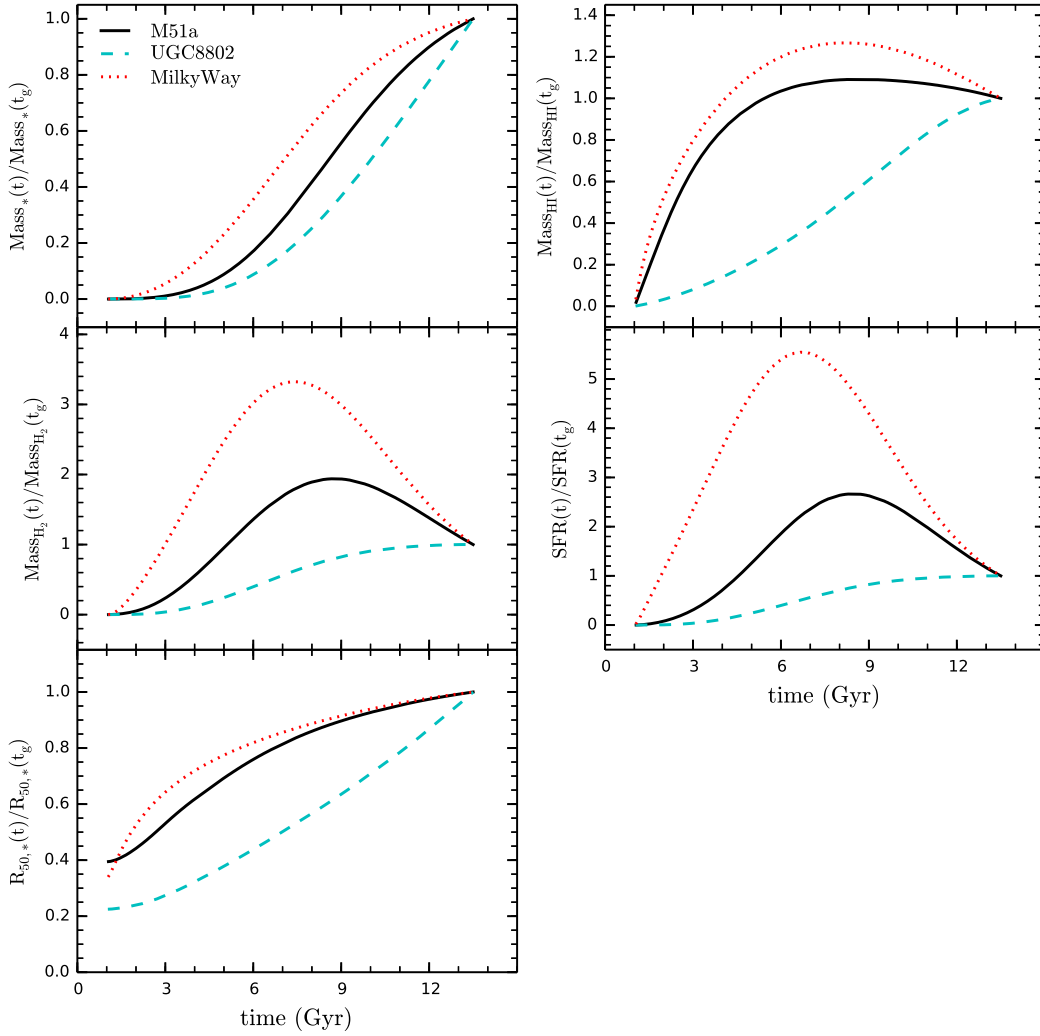 M51a
UGC8802
MilkyWay
Mass*(t)/Mass*(tg)
1.0
0.8
0.6
0.4
0.2
0.0
MassHI(t)/MassHI(tg)
1.4
1.2
1.0
0.8
0.6
0.4
0.2
0.0
MassH2(t)/MassH2(tg)
4
3
2
1
0
SFR(t)/SFR(tg)
5
4
3
2
1
0
0 3 6 9 12
time (Gyr)
R50,*(t)/R50,*(tg)
1.0
0.8
0.6
0.4
0.2
0.0
0 3 6 9 12
time (Gyr)